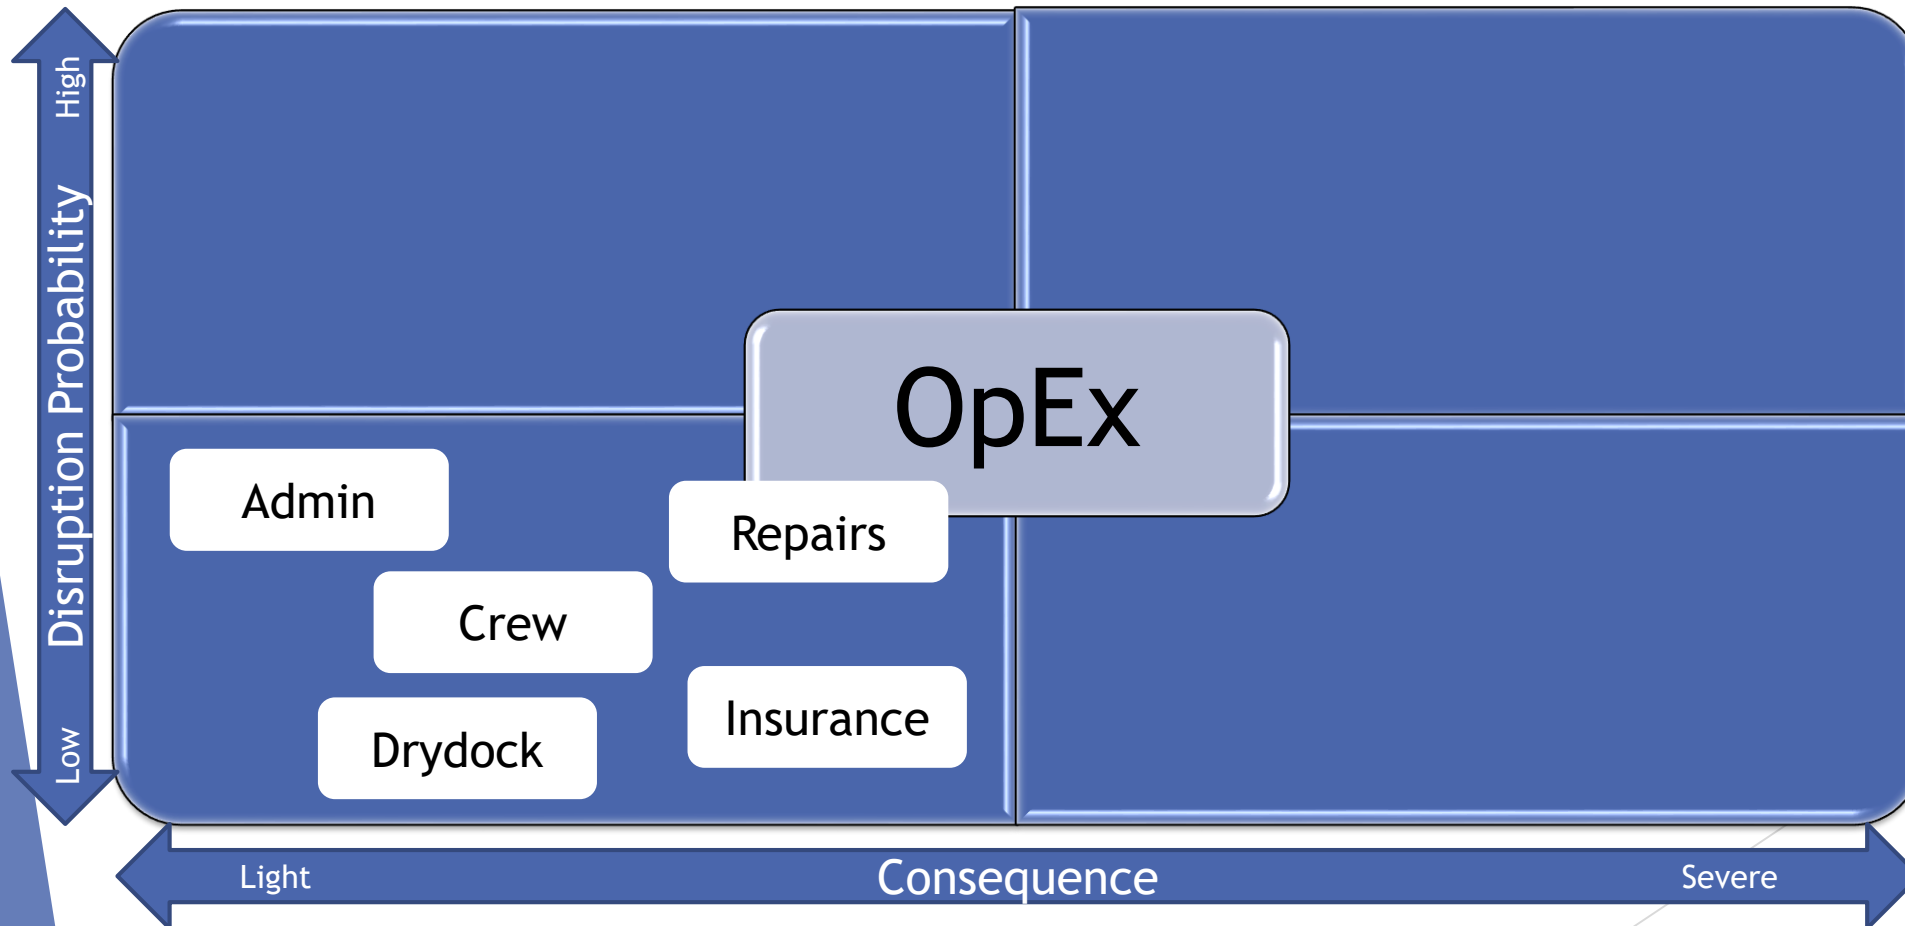 High
Disruption Probability
Low
OpEx
Admin
Repairs
Crew
Insurance
Drydock
Light
Consequence
Severe